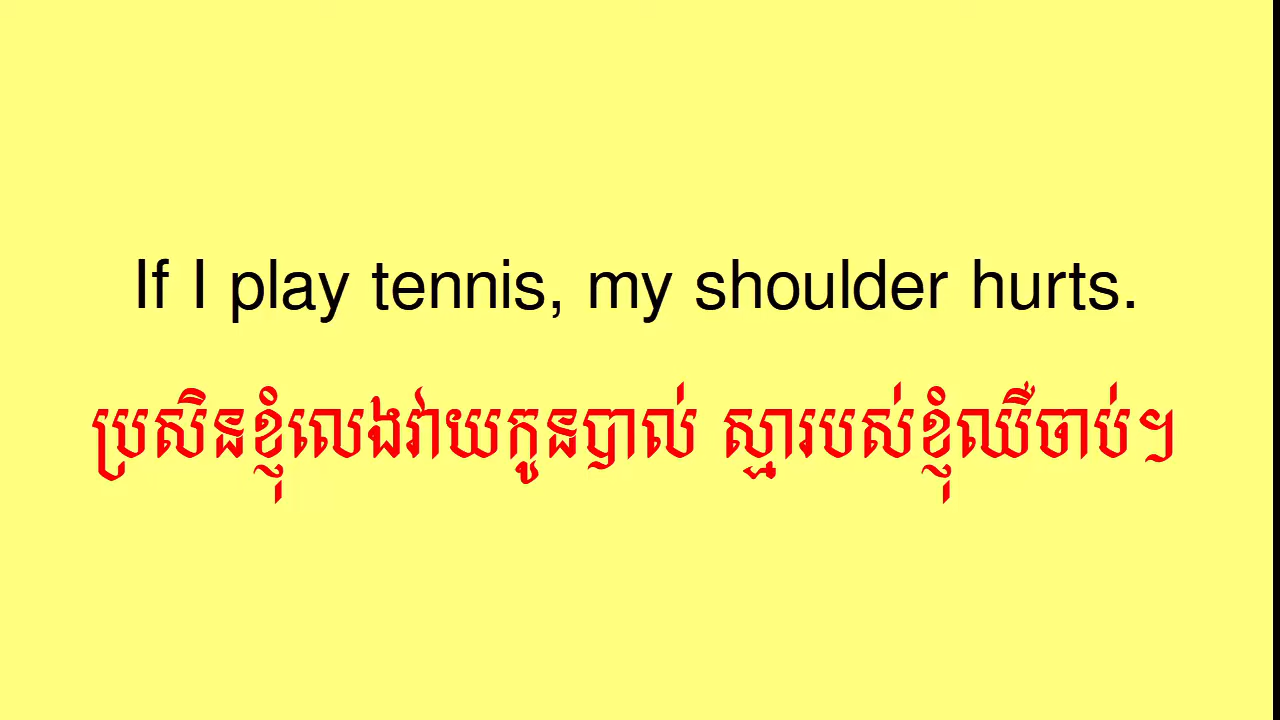 If I play tennis, my shoulder hurts.
ប្រសិនខ្ញុំលេងវាយកូនបាល់ ស្មារបស់ខ្ញុំឈឺចាប់។